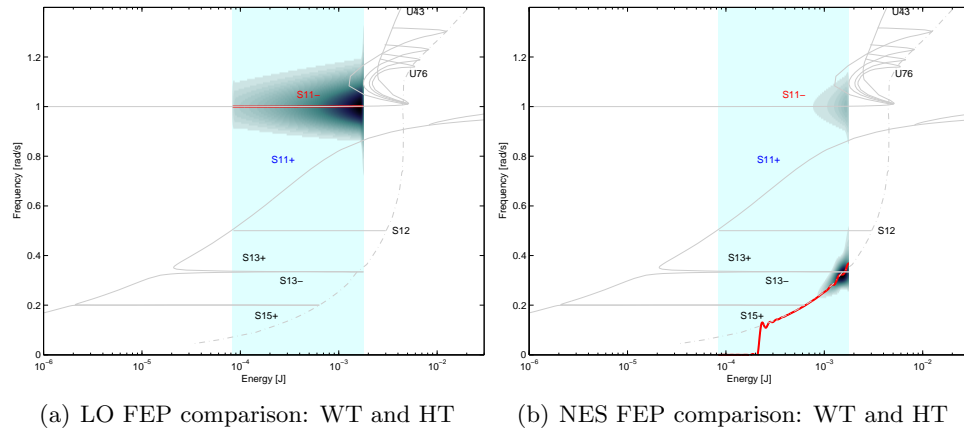 U43
U76
S11−
S11+
S12
S13+
S13−
S15+
0
0.2
0.4
0.6
0.8
1
1.2
Frequency [rad/s]
10⁻⁶
10⁻⁵
10⁻⁴
10⁻³
10⁻²
Energy [J]
(a) LO FEP comparison: WT and HT
U43
U76
S11−
S11+
S12
S13+
S13−
S15+
0
0.2
0.4
0.6
0.8
1
1.2
Frequency [rad/s]
10⁻⁶
10⁻⁵
10⁻⁴
10⁻³
10⁻²
Energy [J]
(b) NES FEP comparison: WT and HT